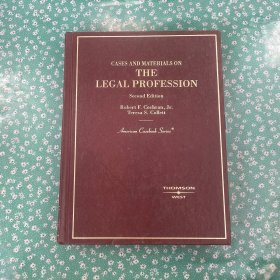 CASES AND MATERIALS ON
THE
LEGAL PROFESSION
Second Edition
Robert F. Cochran, Jr.
Teresa S. Collett
American Casebook Series®
THOMSON
WEST